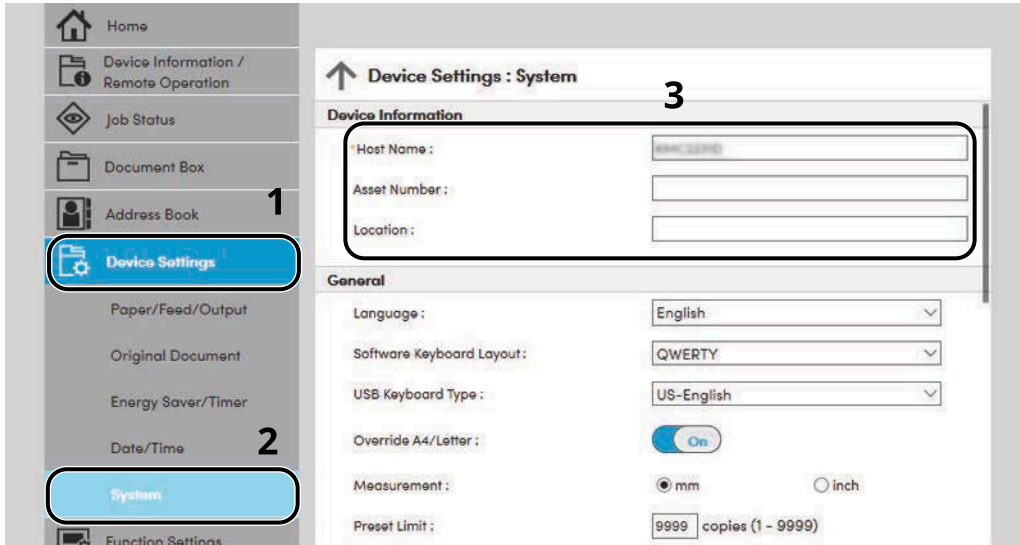 Home
Device Information /
Remote Operation
Job Status
Document Box
Address Book
1
Device Settings
Paper/Feed/Output
Original Document
Energy Saver/Timer
Date/Time
2
System
Function Settings
Device Settings : System
3
Device Information
*Host Name :
Asset Number :
Location :
General
Language : English
Software Keyboard Layout : QWERTY
USB Keyboard Type : US-English
Override A4/Letter : On
Measurement : mm inch
Preset Limit : 9999 copies (1 - 9999)